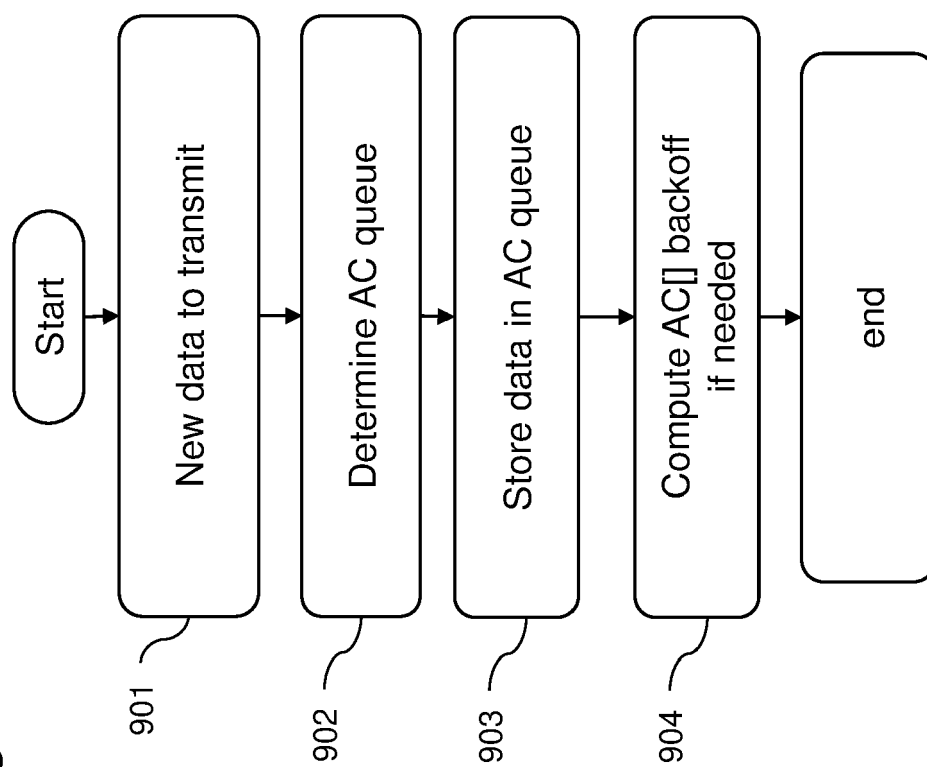 Start
901
New data to transmit
902
Determine AC queue
903
Store data in AC queue
904
Compute AC[] backoff
if needed
end